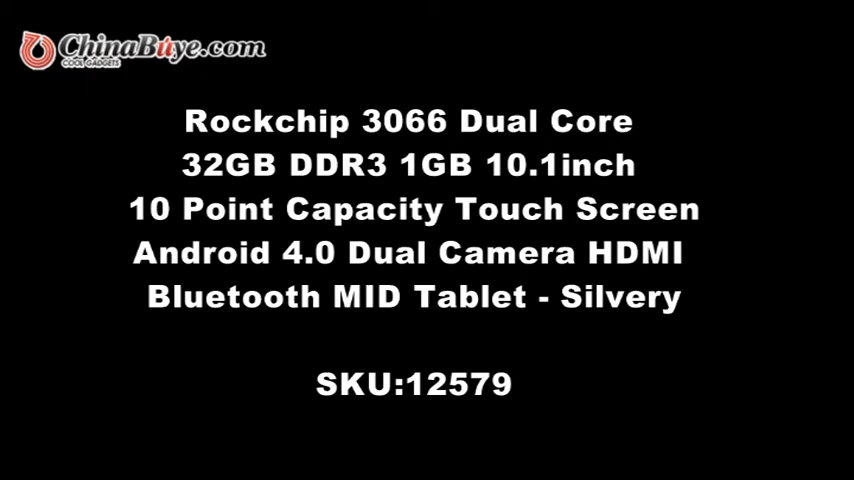 ChinaBuye.com
COOL GADGETS
Rockchip 3066 Dual Core
32GB DDR3 1GB 10.1inch
10 Point Capacity Touch Screen
Android 4.0 Dual Camera HDMI
Bluetooth MID Tablet - Silvery
SKU:12579